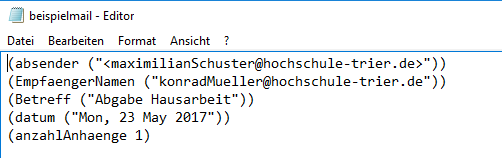 beispielmail - Editor
Datei Bearbeiten Format Ansicht ?
(absender ("<maximilianSchuster@hochschule-trier.de>"))
(EmpfaengerNamen ("konradMueller@hochschule-trier.de"))
(Betreff ("Abgabe Hausarbeit"))
(datum ("Mon, 23 May 2017"))
(anzahlAnhaenge 1)